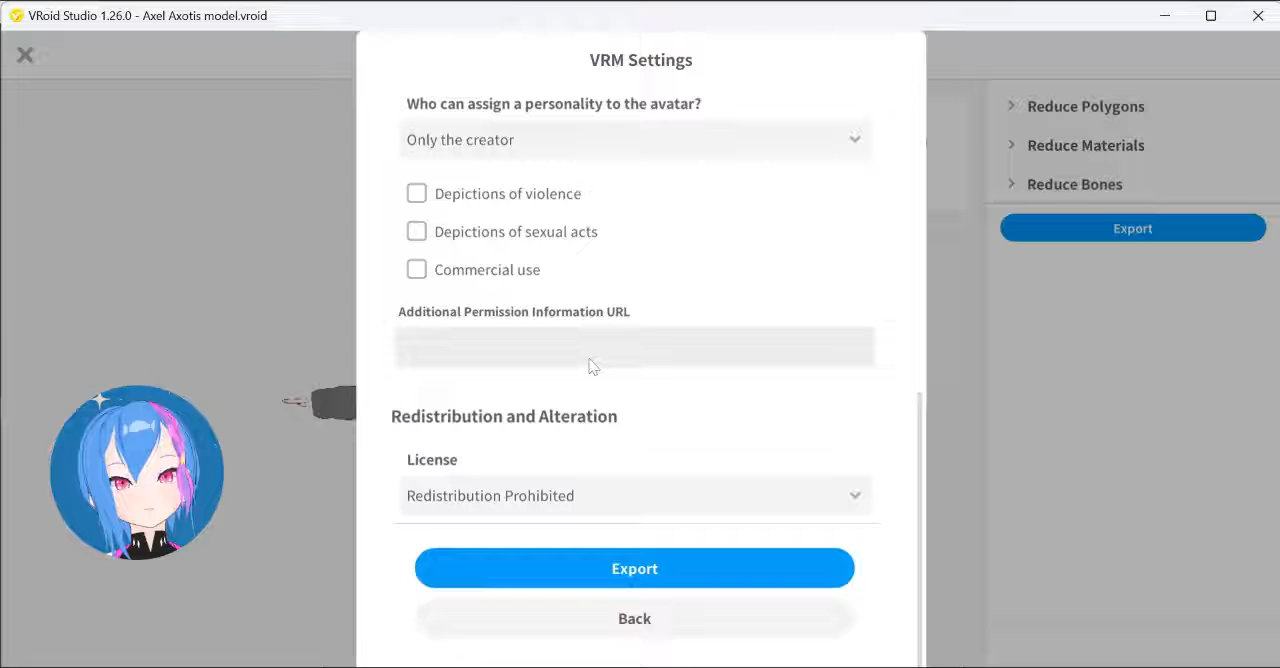 VRoid Studio 1.26.0 - Axel Axotis model.vroid
VRM Settings
Who can assign a personality to the avatar?
Only the creator
Depictions of violence
Depictions of sexual acts
Commercial use
Additional Permission Information URL
Redistribution and Alteration
License
Redistribution Prohibited
Export
Back
Reduce Polygons
Reduce Materials
Reduce Bones
Export